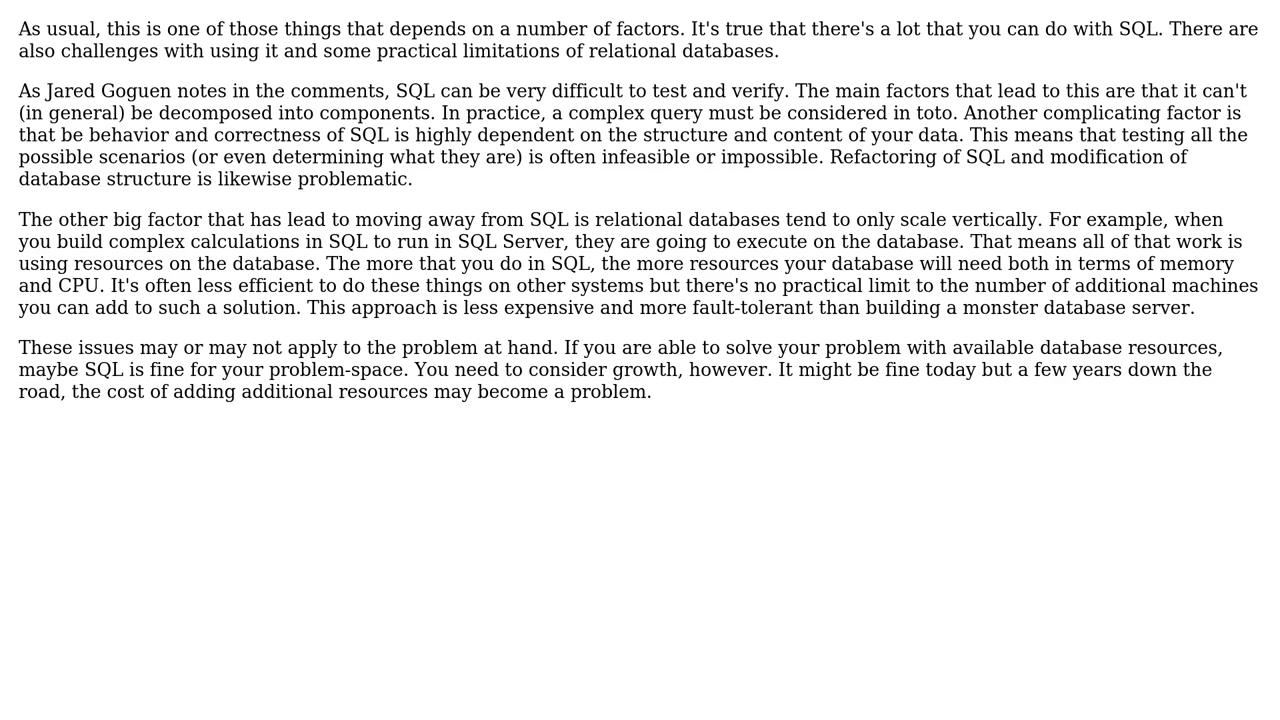 As usual, this is one of those things that depends on a number of factors. It's true that there's a lot that you can do with SQL. There are
also challenges with using it and some practical limitations of relational databases.
As Jared Goguen notes in the comments, SQL can be very difficult to test and verify. The main factors that lead to this are that it can't
(in general) be decomposed into components. In practice, a complex query must be considered in toto. Another complicating factor is
that be behavior and correctness of SQL is highly dependent on the structure and content of your data. This means that testing all the
possible scenarios (or even determining what they are) is often infeasible or impossible. Refactoring of SQL and modification of
database structure is likewise problematic.
The other big factor that has lead to moving away from SQL is relational databases tend to only scale vertically. For example, when
you build complex calculations in SQL to run in SQL Server, they are going to execute on the database. That means all of that work is
using resources on the database. The more that you do in SQL, the more resources your database will need both in terms of memory
and CPU. It's often less efficient to do these things on other systems but there's no practical limit to the number of additional machines
you can add to such a solution. This approach is less expensive and more fault-tolerant than building a monster database server.
These issues may or may not apply to the problem at hand. If you are able to solve your problem with available database resources,
maybe SQL is fine for your problem-space. You need to consider growth, however. It might be fine today but a few years down the
road, the cost of adding additional resources may become a problem.